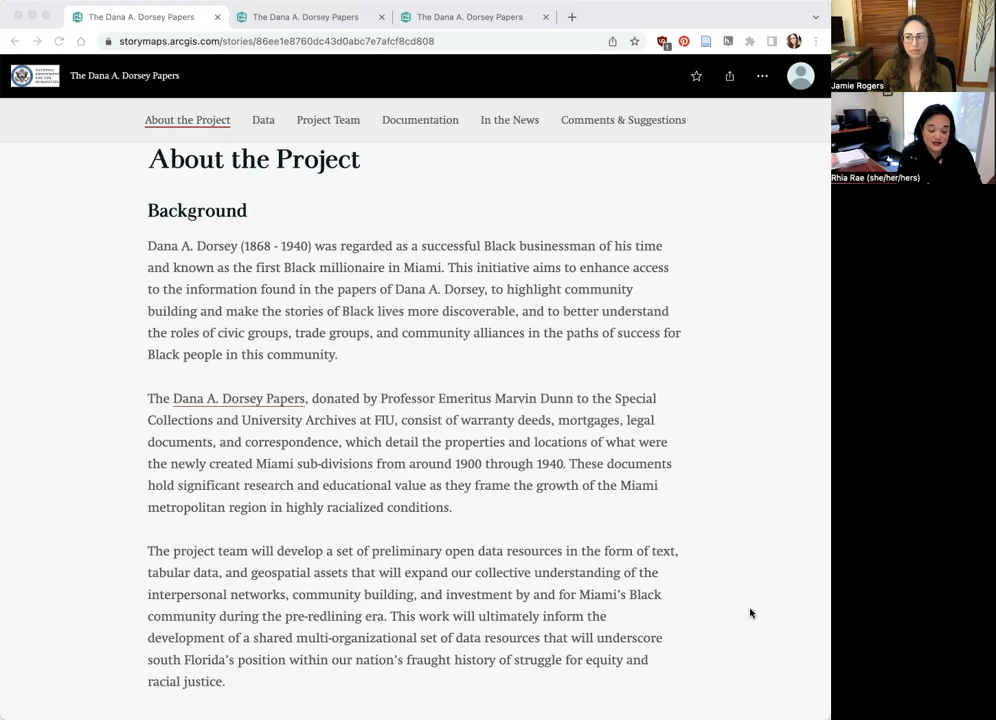 The Dana A. Dorsey Papers
The Dana A. Dorsey Papers
The Dana A. Dorsey Papers
storymaps.arcgis.com/stories/86ee1e8760dc43d0abc7e7afcf8cd808
NATIONAL ENDOWMENT FOR THE HUMANITIES
The Dana A. Dorsey Papers
About the Project
Data
Project Team
Documentation
In the News
Comments & Suggestions
About the Project
Background
Dana A. Dorsey (1868 - 1940) was regarded as a successful Black businessman of his time
and known as the first Black millionaire in Miami. This initiative aims to enhance access
to the information found in the papers of Dana A. Dorsey, to highlight community
building and make the stories of Black lives more discoverable, and to better understand
the roles of civic groups, trade groups, and community alliances in the paths of success for
Black people in this community.
The Dana A. Dorsey Papers, donated by Professor Emeritus Marvin Dunn to the Special
Collections and University Archives at FIU, consist of warranty deeds, mortgages, legal
documents, and correspondence, which detail the properties and locations of what were
the newly created Miami sub-divisions from around 1900 through 1940. These documents
hold significant research and educational value as they frame the growth of the Miami
metropolitan region in highly racialized conditions.
The project team will develop a set of preliminary open data resources in the form of text,
tabular data, and geospatial assets that will expand our collective understanding of the
interpersonal networks, community building, and investment by and for Miami's Black
community during the pre-redlining era. This work will ultimately inform the
development of a shared multi-organizational set of data resources that will underscore
south Florida's position within our nation's fraught history of struggle for equity and
racial justice.
Jamie Rogers
Rhia Rae (she/her/hers)